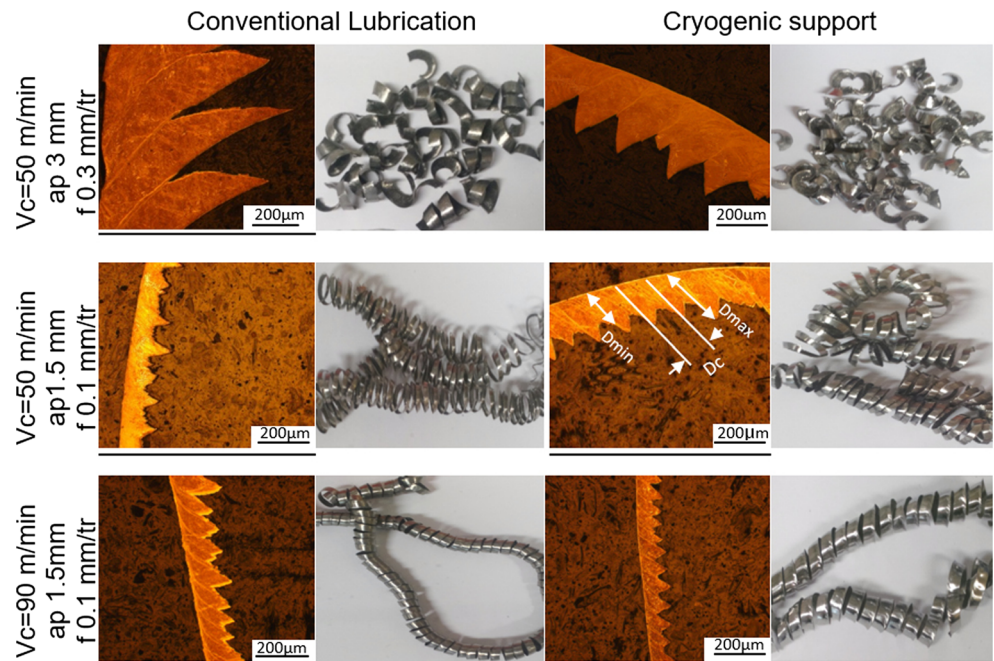 Conventional Lubrication
Cryogenic support
Vc=50 m/min
ap 3 mm
f 0.3 mm/tr
200µm
200µm
Vc=50 m/min
ap1.5 mm
f 0.1 mm/tr
200µm
Dmin
Dc
Dmax
200µm
Vc=90 m/min
ap 1.5mm
f 0.1 mm/tr
200µm
200µm